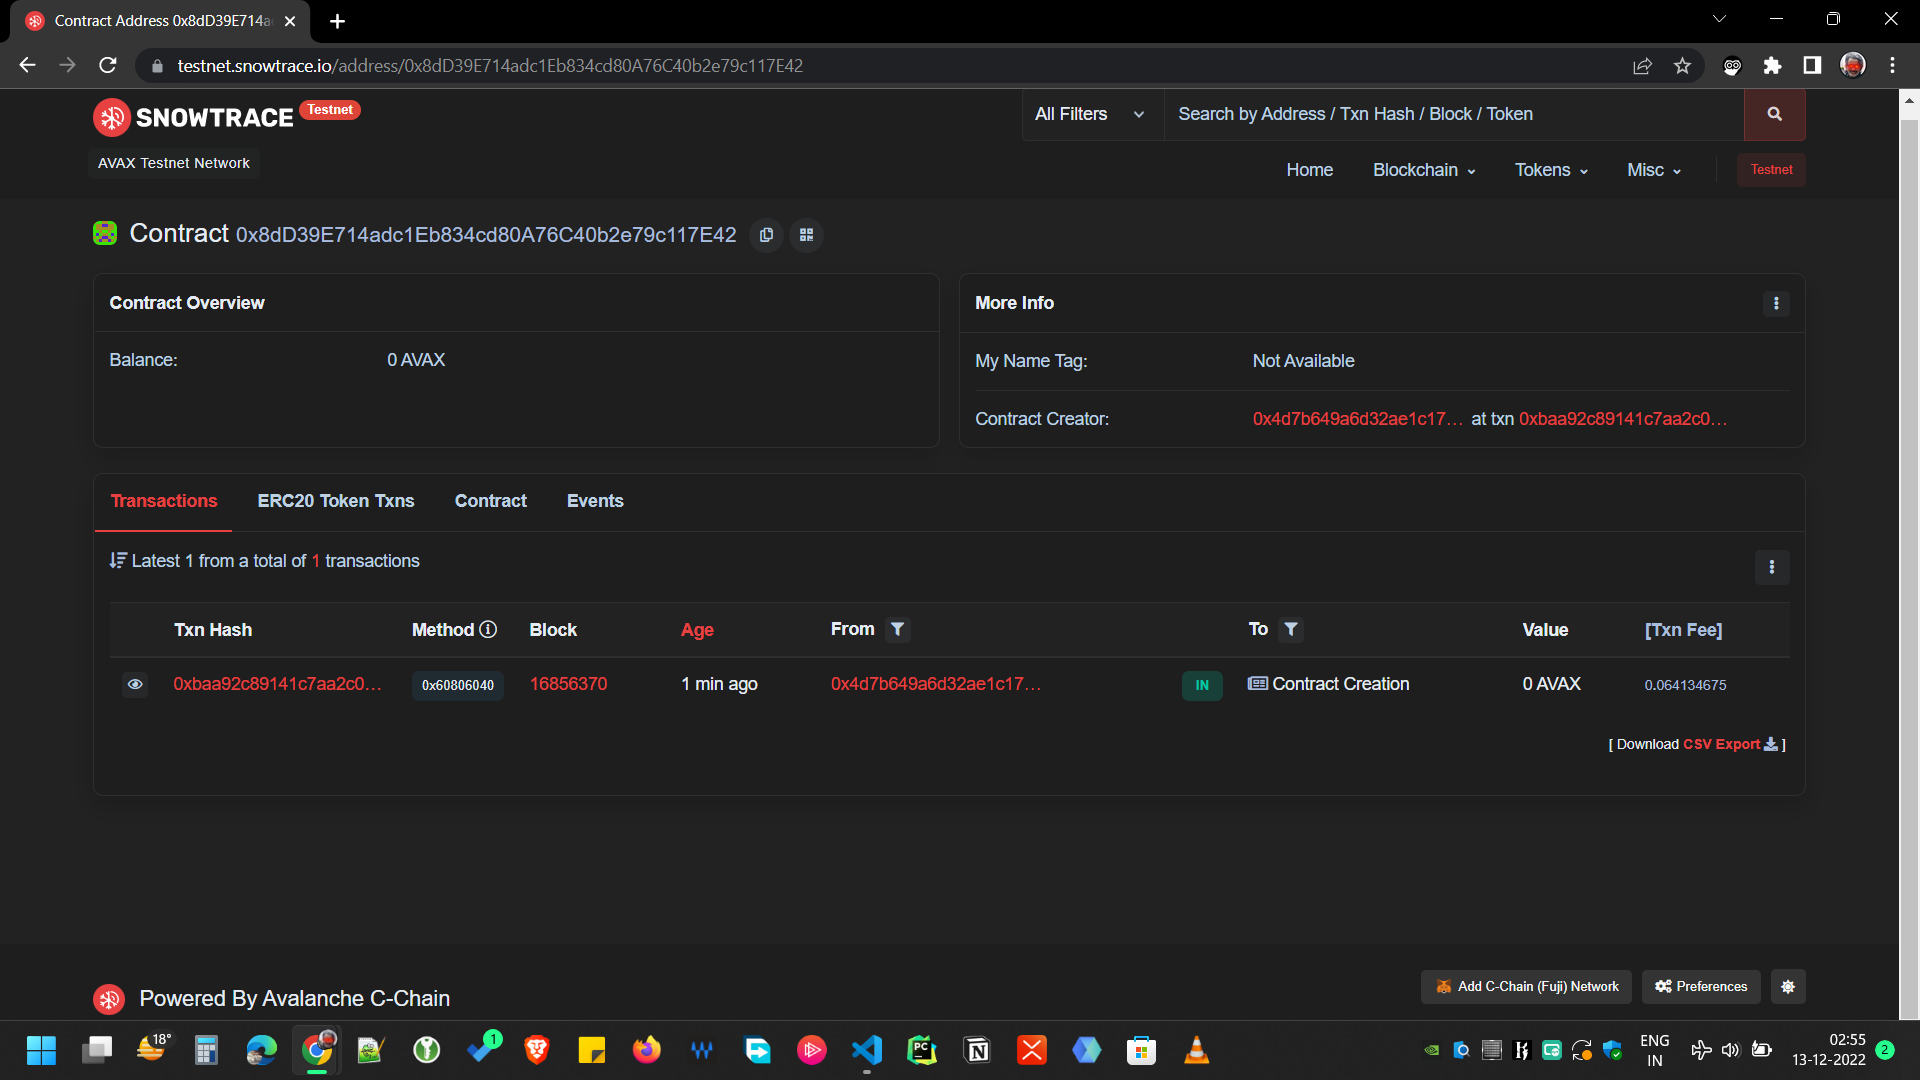 Contract Address 0x8dD39E714a
testnet.snowtrace.io/address/0x8dD39E714adc1Eb834cd80A76C40b2e79c117E42
SNOWTRACE Testnet
All Filters
Search by Address / Txn Hash / Block / Token
AVAX Testnet Network
Home Blockchain Tokens Misc Testnet
Contract 0x8dD39E714adc1Eb834cd80A76C40b2e79c117E42
Contract Overview
Balance: 0 AVAX
More Info
My Name Tag: Not Available
Contract Creator: 0x4d7b649a6d32ae1c17... at txn 0xbaa92c89141c7aa2c0...
Transactions ERC20 Token Txns Contract Events
Latest 1 from a total of 1 transactions
Txn Hash Method Block Age From To Value [Txn Fee]
0xbaa92c89141c7aa2c0... 0x60806040 16856370 1 min ago 0x4d7b649a6d32ae1c17... IN Contract Creation 0 AVAX 0.064134675
[ Download CSV Export ]
Powered By Avalanche C-Chain
Add C-Chain (Fuji) Network
Preferences
18°
1
PC
ENG
IN
02:55
13-12-2022
2